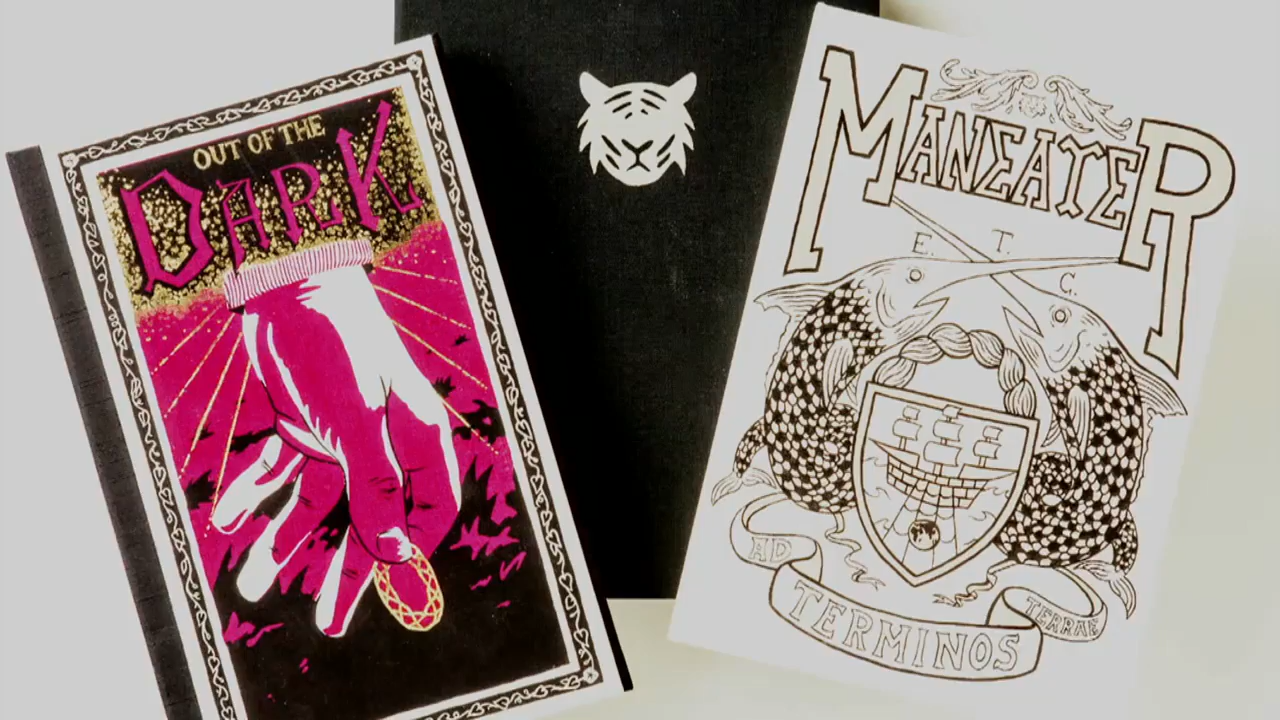 OUT OF THE
DARK
MANEATER
E. T.
C.
AD
TERMINOS
TERRAE